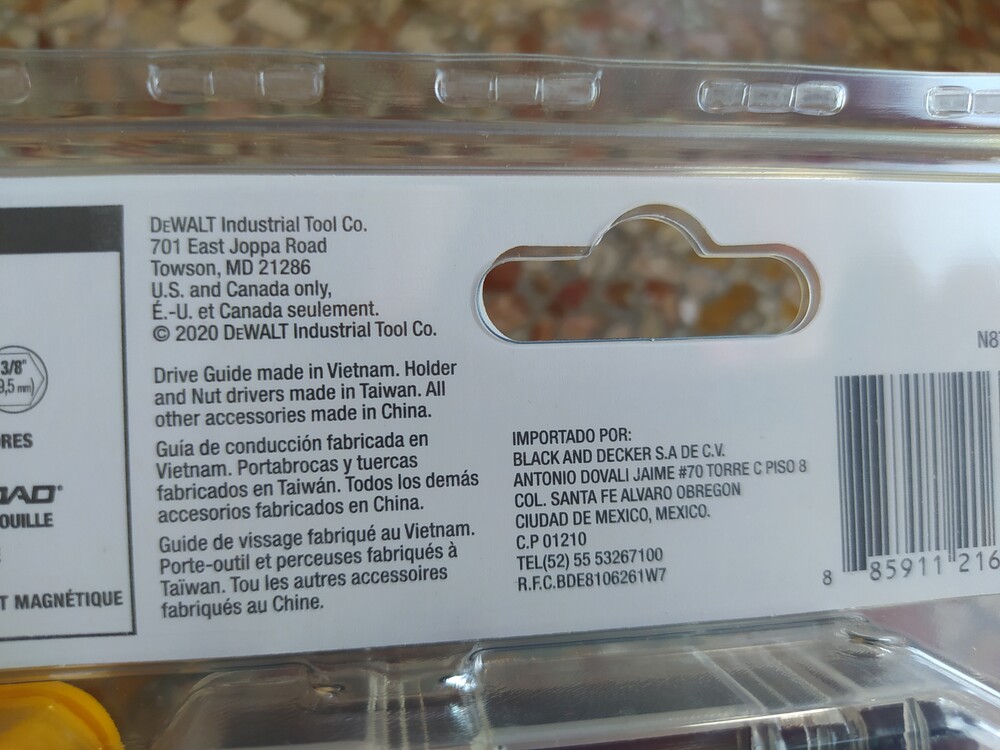 3/8"
9,5 mm)
RES
OUILLE
T MAGNÉTIQUE
DEWALT Industrial Tool Co.
701 East Joppa Road
Towson, MD 21286
U.S. and Canada only,
É.-U. et Canada seulement.
© 2020 DEWALT Industrial Tool Co.
Drive Guide made in Vietnam. Holder
and Nut drivers made in Taiwan. All
other accessories made in China.
Guía de conducción fabricada en
Vietnam. Portabrocas y tuercas
fabricados en Taiwán. Todos los demás
accesorios fabricados en China.
Guide de vissage fabriqué au Vietnam.
Porte-outil et perceuses fabriqués à
Taïwan. Tou les autres accessoires
fabriqués au Chine.
IMPORTADO POR:
BLACK AND DECKER S.A DE C.V.
ANTONIO DOVALI JAIME #70 TORRE C PISO 8
COL. SANTA FE ALVARO OBREGON
CIUDAD DE MEXICO, MEXICO.
C.P 01210
TEL(52) 55 53267100
R.F.C.BDE8106261W7
N8
8 85911 216